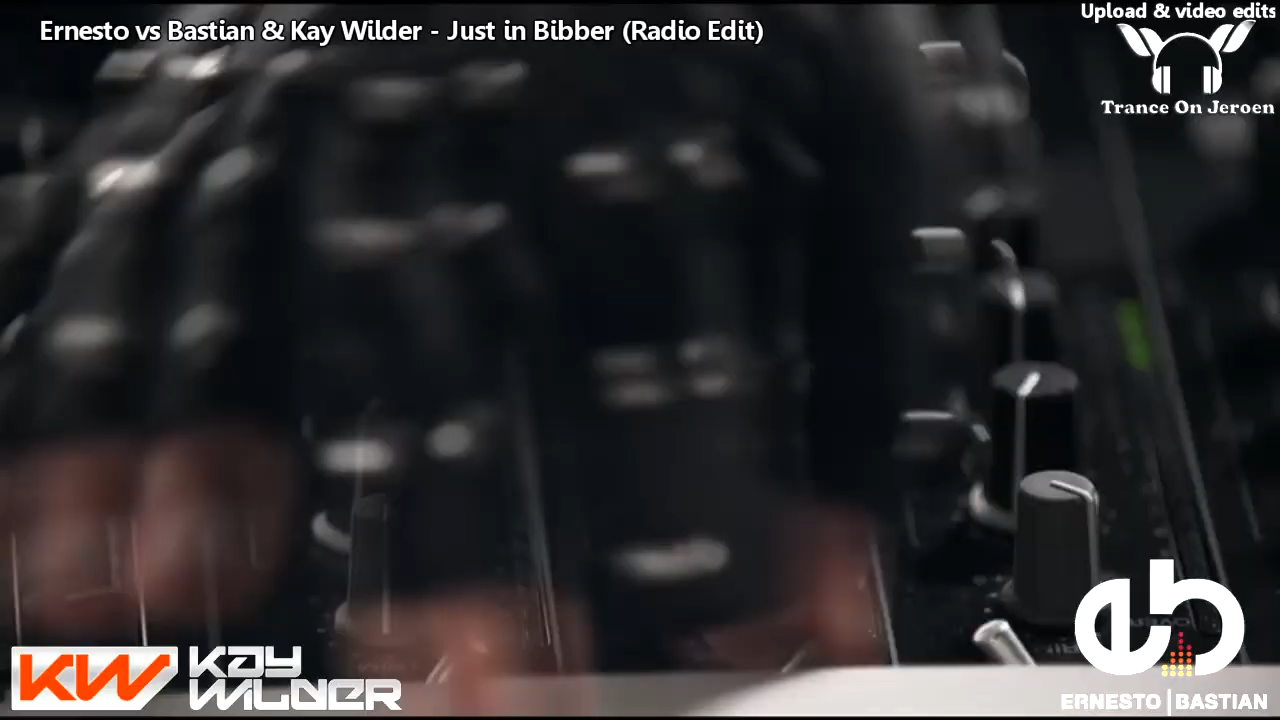 Ernesto vs Bastian & Kay Wilder - Just in Bibber (Radio Edit)
Upload & video edits
Trance On Jeroen
KW KAY
WILDER
eb
ERNESTO|BASTIAN